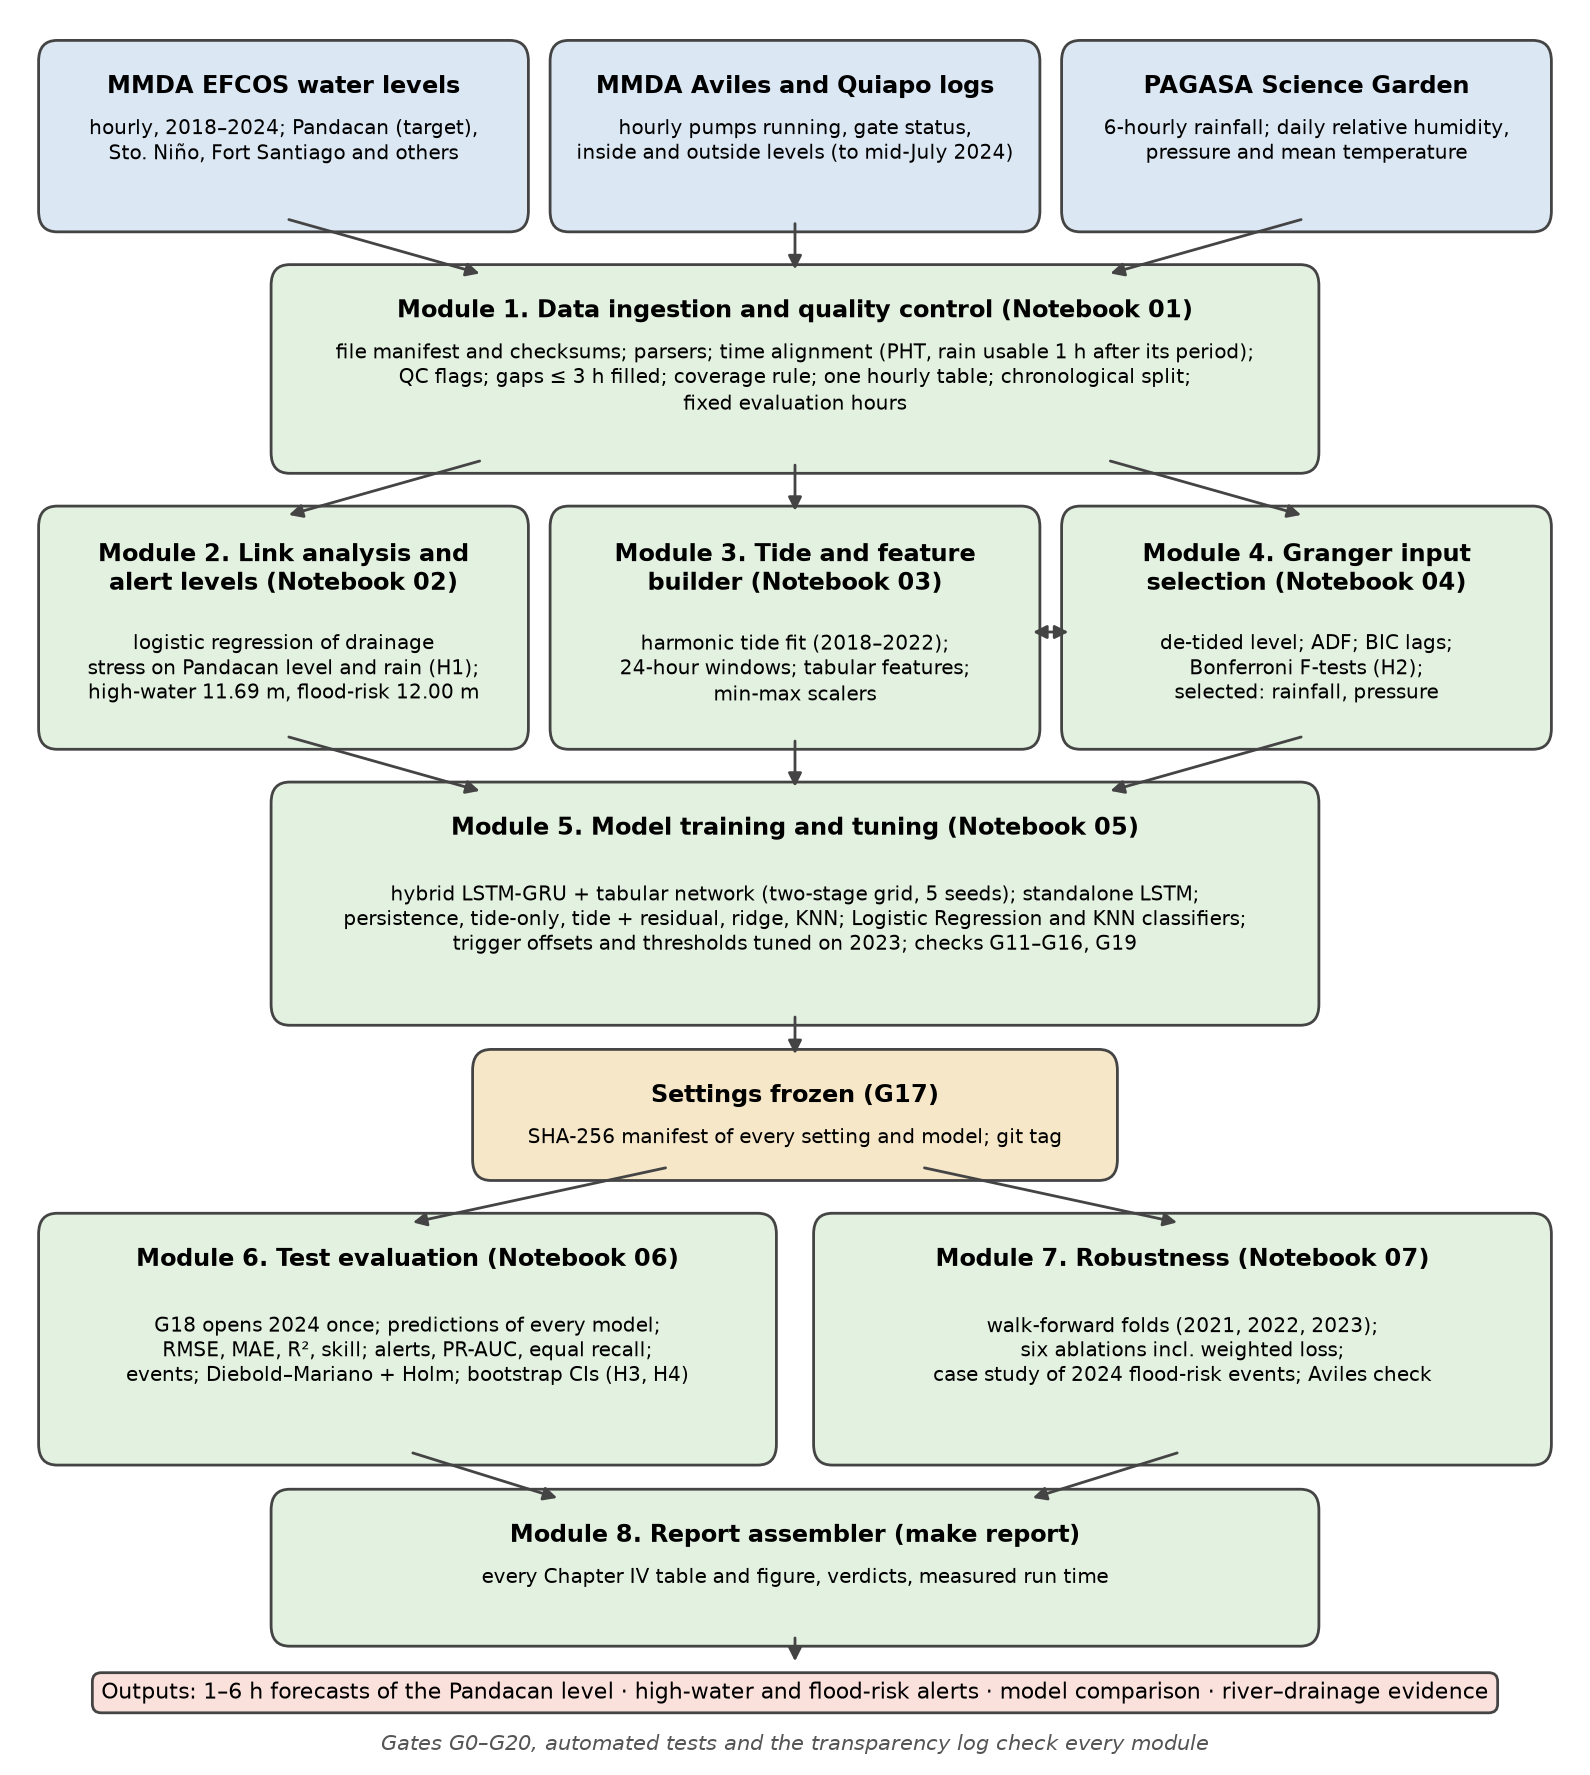 MMDA EFCOS water levels
hourly, 2018–2024; Pandacan (target),
Sto. Niño, Fort Santiago and others
MMDA Aviles and Quiapo logs
hourly pumps running, gate status,
inside and outside levels (to mid-July 2024)
PAGASA Science Garden
6-hourly rainfall; daily relative humidity,
pressure and mean temperature
Module 1. Data ingestion and quality control (Notebook 01)
file manifest and checksums; parsers; time alignment (PHT, rain usable 1 h after its period);
QC flags; gaps ≤ 3 h filled; coverage rule; one hourly table; chronological split;
fixed evaluation hours
Module 2. Link analysis and
alert levels (Notebook 02)
logistic regression of drainage
stress on Pandacan level and rain (H1);
high-water 11.69 m, flood-risk 12.00 m
Module 3. Tide and feature
builder (Notebook 03)
harmonic tide fit (2018–2022);
24-hour windows; tabular features;
min-max scalers
Module 4. Granger input
selection (Notebook 04)
de-tided level; ADF; BIC lags;
Bonferroni F-tests (H2);
selected: rainfall, pressure
Module 5. Model training and tuning (Notebook 05)
hybrid LSTM-GRU + tabular network (two-stage grid, 5 seeds); standalone LSTM;
persistence, tide-only, tide + residual, ridge, KNN; Logistic Regression and KNN classifiers;
trigger offsets and thresholds tuned on 2023; checks G11–G16, G19
Settings frozen (G17)
SHA-256 manifest of every setting and model; git tag
Module 6. Test evaluation (Notebook 06)
G18 opens 2024 once; predictions of every model;
RMSE, MAE, R², skill; alerts, PR-AUC, equal recall;
events; Diebold–Mariano + Holm; bootstrap CIs (H3, H4)
Module 7. Robustness (Notebook 07)
walk-forward folds (2021, 2022, 2023);
six ablations incl. weighted loss;
case study of 2024 flood-risk events; Aviles check
Module 8. Report assembler (make report)
every Chapter IV table and figure, verdicts, measured run time
Outputs: 1–6 h forecasts of the Pandacan level · high-water and flood-risk alerts · model comparison · river–drainage evidence
Gates G0–G20, automated tests and the transparency log check every module